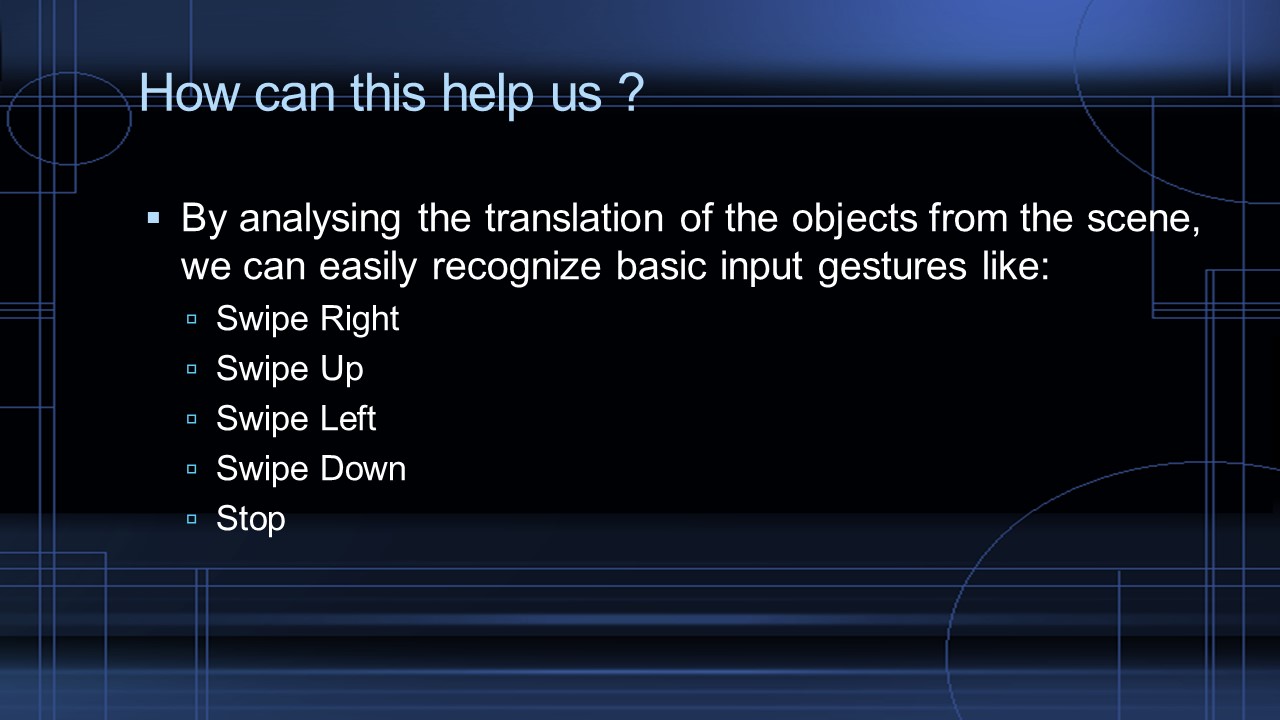 How can this help us ?
By analysing the translation of the objects from the scene,
we can easily recognize basic input gestures like:
Swipe Right
Swipe Up
Swipe Left
Swipe Down
Stop